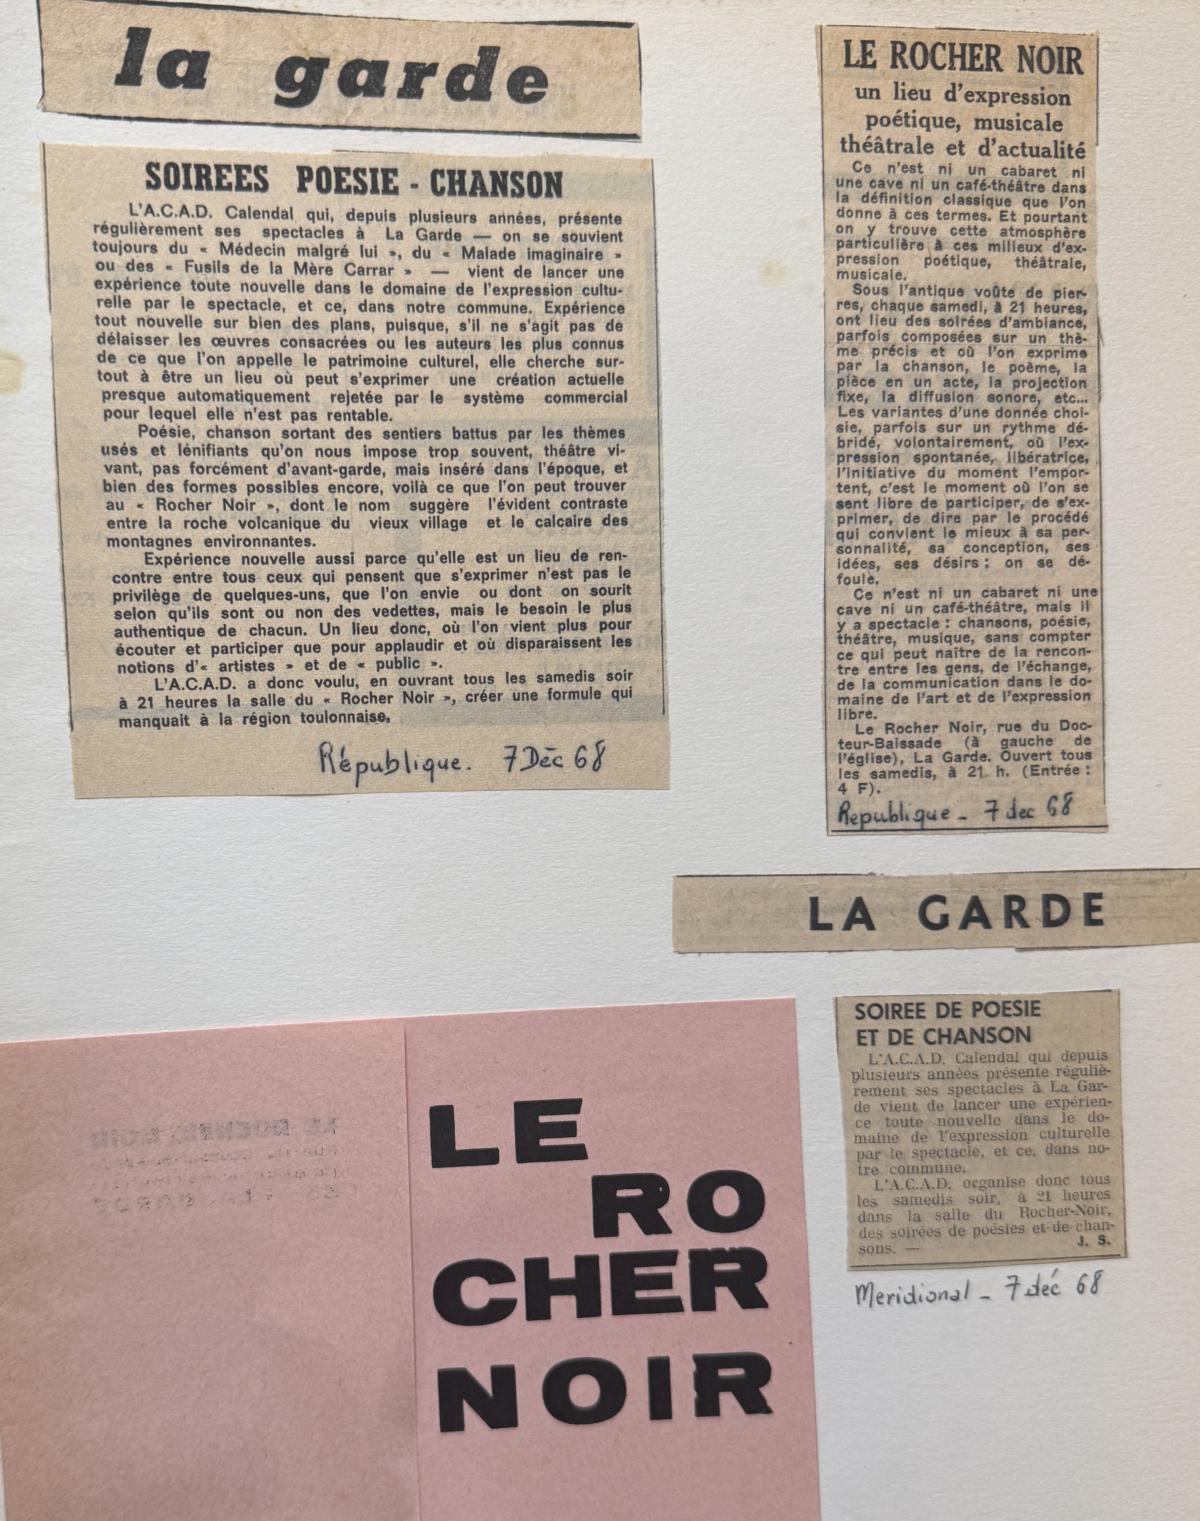 la garde
SOIREES POESIE - CHANSON
L'A.C.A.D. Calendal qui, depuis plusieurs années, présente
régulièrement ses spectacles à La Garde — on se souvient
toujours du « Médecin malgré lui », du « Malade imaginaire »
ou des « Fusils de la Mère Carrar » — vient de lancer une
expérience toute nouvelle dans le domaine de l'expression cultu-
relle par le spectacle, et ce, dans notre commune. Expérience
tout nouvelle sur bien des plans, puisque, s'il ne s'agit pas de
délaisser les œuvres consacrées ou les auteurs les plus connus
de ce que l'on appelle le patrimoine culturel, elle cherche sur-
tout à être un lieu où peut s'exprimer une création actuelle
presque automatiquement rejetée par le système commercial
pour lequel elle n'est pas rentable.
Poésie, chanson sortant des sentiers battus par les thèmes
usés et lénifiants qu'on nous impose trop souvent, théâtre vi-
vant, pas forcément d'avant-garde, mais inséré dans l'époque, et
bien des formes possibles encore, voilà ce que l'on peut trouver
au « Rocher Noir », dont le nom suggère l'évident contraste
entre la roche volcanique du vieux village et le calcaire des
montagnes environnantes.
Expérience nouvelle aussi parce qu'elle est un lieu de ren-
contre entre tous ceux qui pensent que s'exprimer n'est pas le
privilège de quelques-uns, que l'on envie ou dont on sourit
selon qu'ils sont ou non des vedettes, mais le besoin le plus
authentique de chacun. Un lieu donc, où l'on vient plus pour
écouter et participer que pour applaudir et où disparaissent les
notions d'« artistes » et de « public ».
L'A.C.A.D. a donc voulu, en ouvrant tous les samedis soir
à 21 heures la salle du « Rocher Noir », créer une formule qui
manquait à la région toulonnaise.
République. 7 Déc 68
LE ROCHER NOIR
un lieu d'expression
poétique, musicale
théâtrale et d'actualité
Ce n'est ni un cabaret ni
une cave ni un café-théâtre dans
la définition classique que l'on
donne à ces termes. Et pourtant
on y trouve cette atmosphère
particulière à ces milieux d'ex-
pression poétique, théâtrale,
musicale.
Sous l'antique voûte de pier-
res, chaque samedi, à 21 heures,
ont lieu des soirées d'ambiance,
parfois composées sur un thè-
me précis et où l'on exprime
par la chanson, le poème, la
pièce en un acte, la projection
fixe, la diffusion sonore, etc...
Les variantes d'une donnée choi-
sie, parfois sur un rythme dé-
bridé, volontairement, où l'ex-
pression spontanée, libératrice,
l'initiative du moment l'empor-
tent, c'est le moment où l'on se
sent libre de participer, de s'ex-
primer, de dire par le procédé
qui convient le mieux à sa per-
sonnalité, sa conception, ses
idées, ses désirs : on se dé-
foule.
Ce n'est ni un cabaret ni une
cave ni un café-théâtre, mais il
y a spectacle : chansons, poésie,
théâtre, musique, sans compter
ce qui peut naître de la rencon-
tre entre les gens, de l'échange,
de la communication dans le do-
maine de l'art et de l'expression
libre.
Le Rocher Noir, rue du Doc-
teur-Baissade (à gauche de
l'église), La Garde. Ouvert tous
les samedis, à 21 h. (Entrée :
4 F).
Republique - 7 dec 68
LA GARDE
SOIREE DE POESIE
ET DE CHANSON
L'A.C.A.D. Calendal qui depuis
plusieurs années présente réguliè-
rement ses spectacles à La Gar-
de vient de lancer une expérien-
ce toute nouvelle dans le do-
maine de l'expression culturelle
par le spectacle, et ce, dans no-
tre commune.
L'A.C.A.D. organise donc tous
les samedis soir, à 21 heures
dans la salle du Rocher-Noir,
des soirées de poésies et de chan-
sons. — J. S.
Meridional - 7 déc 68
LE
RO
CHER
NOIR